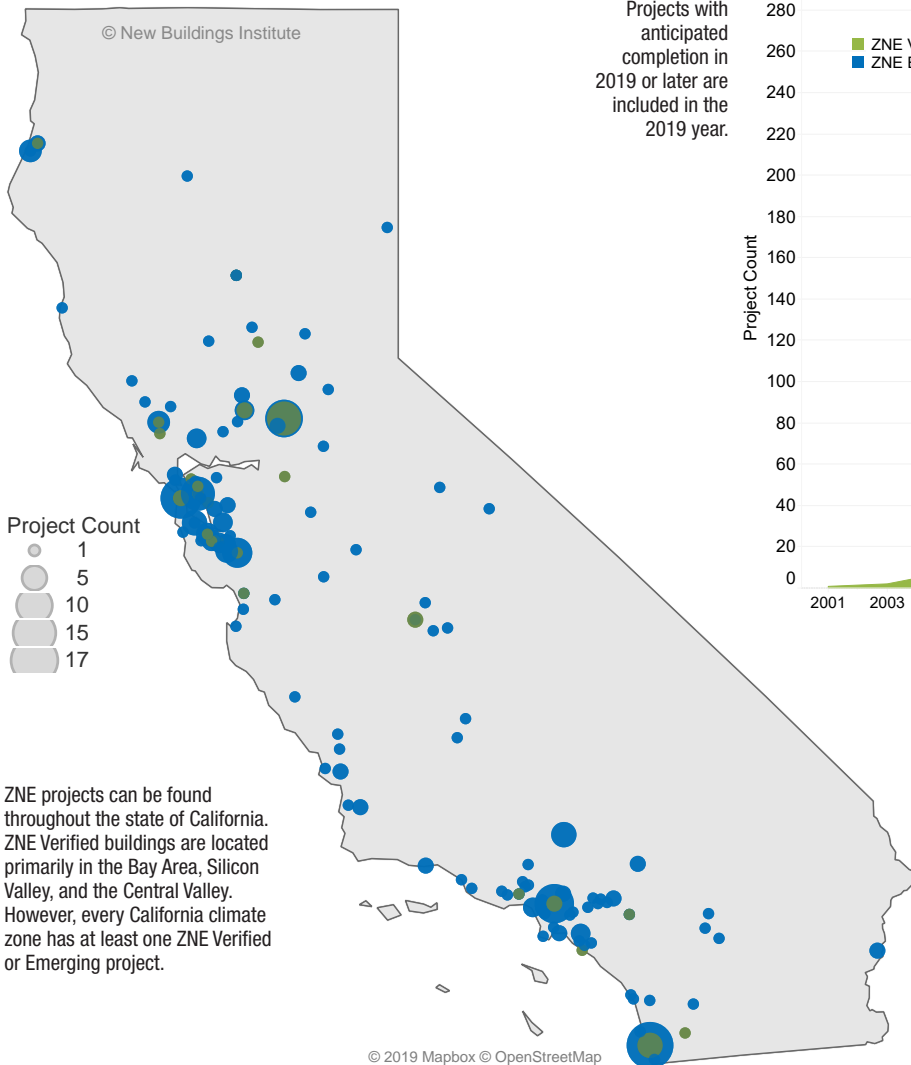 © New Buildings Institute
Projects with
anticipated
completion in
2019 or later are
included in the
2019 year.
280
260
240
220
200
180
160
140
120
100
80
60
40
20
0
Project Count
ZNE
ZNE
2001 2003
Project Count
1
5
10
15
17
ZNE projects can be found
throughout the state of California.
ZNE Verified buildings are located
primarily in the Bay Area, Silicon
Valley, and the Central Valley.
However, every California climate
zone has at least one ZNE Verified
or Emerging project.
© 2019 Mapbox © OpenStreetMap